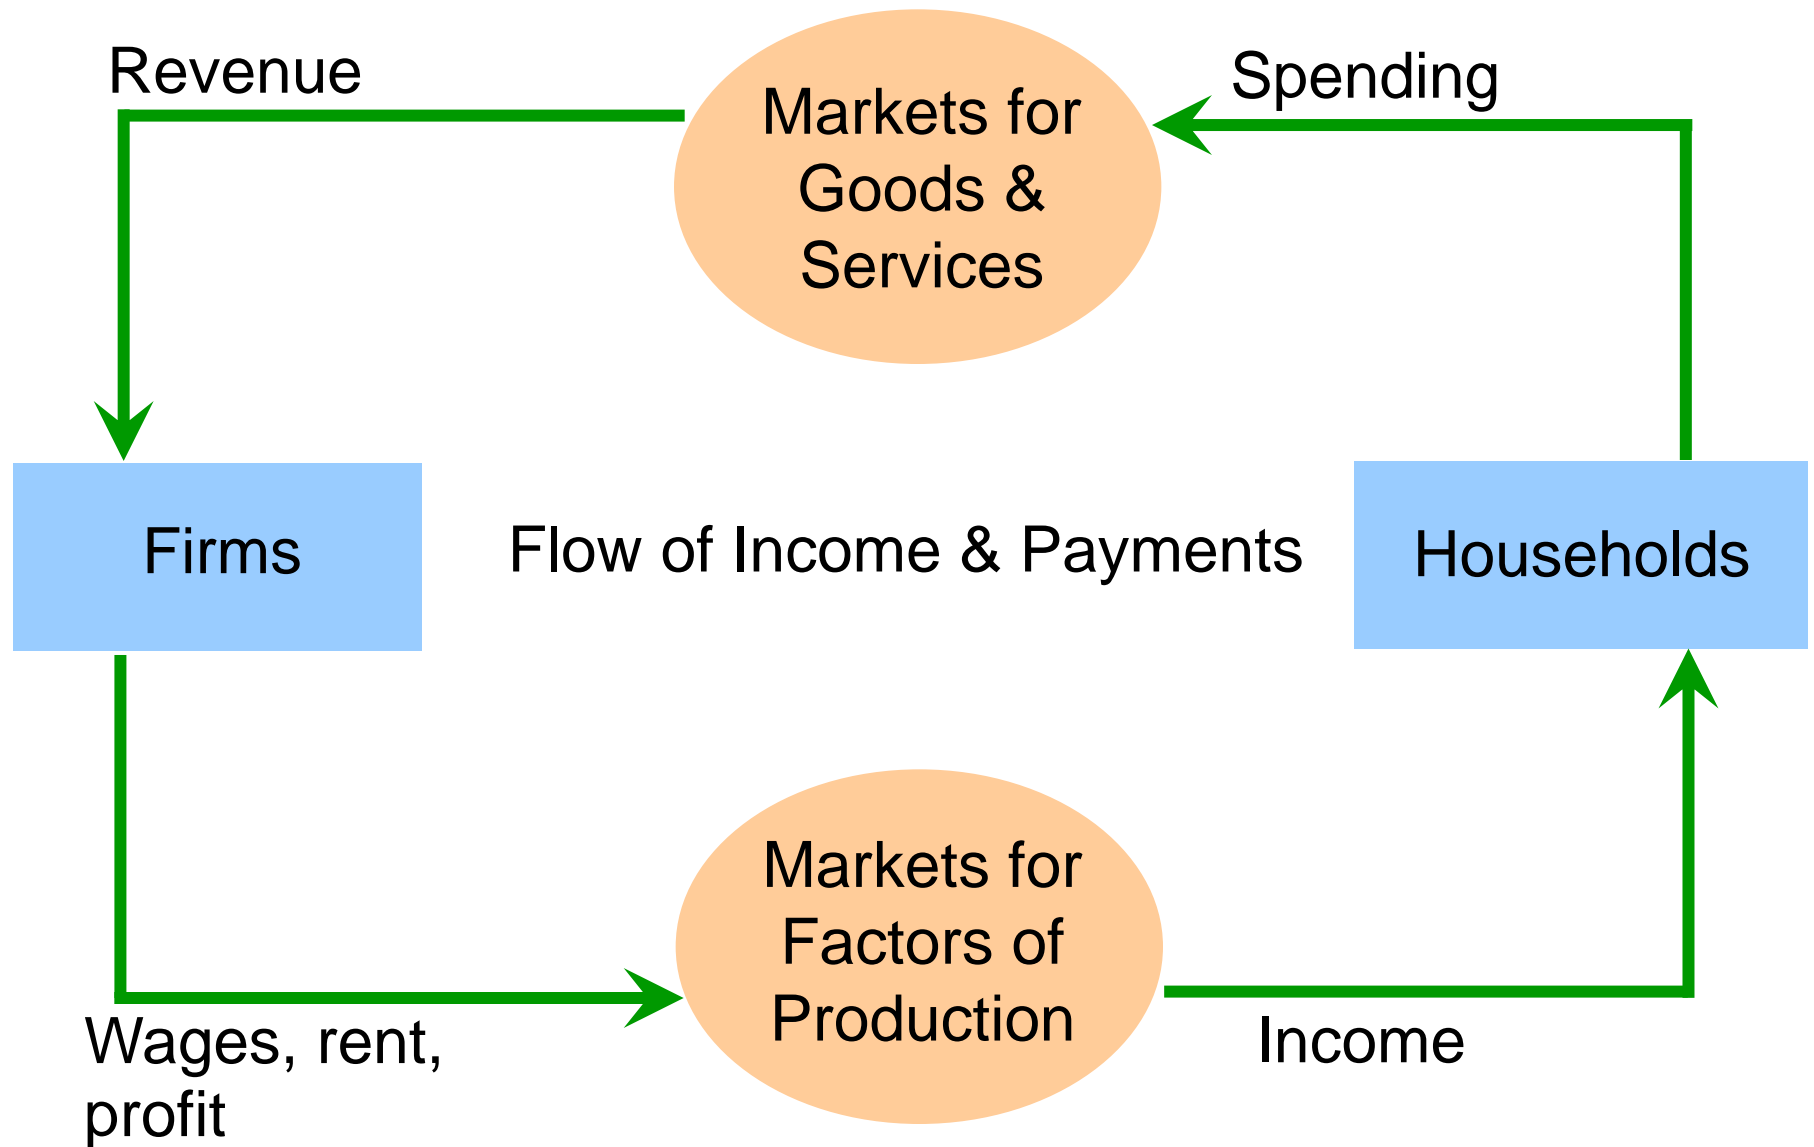 Revenue
Spending
Markets for
Goods &
Services
Firms
Flow of Income & Payments
Households
Markets for
Factors of
Production
Wages, rent,
profit
Income